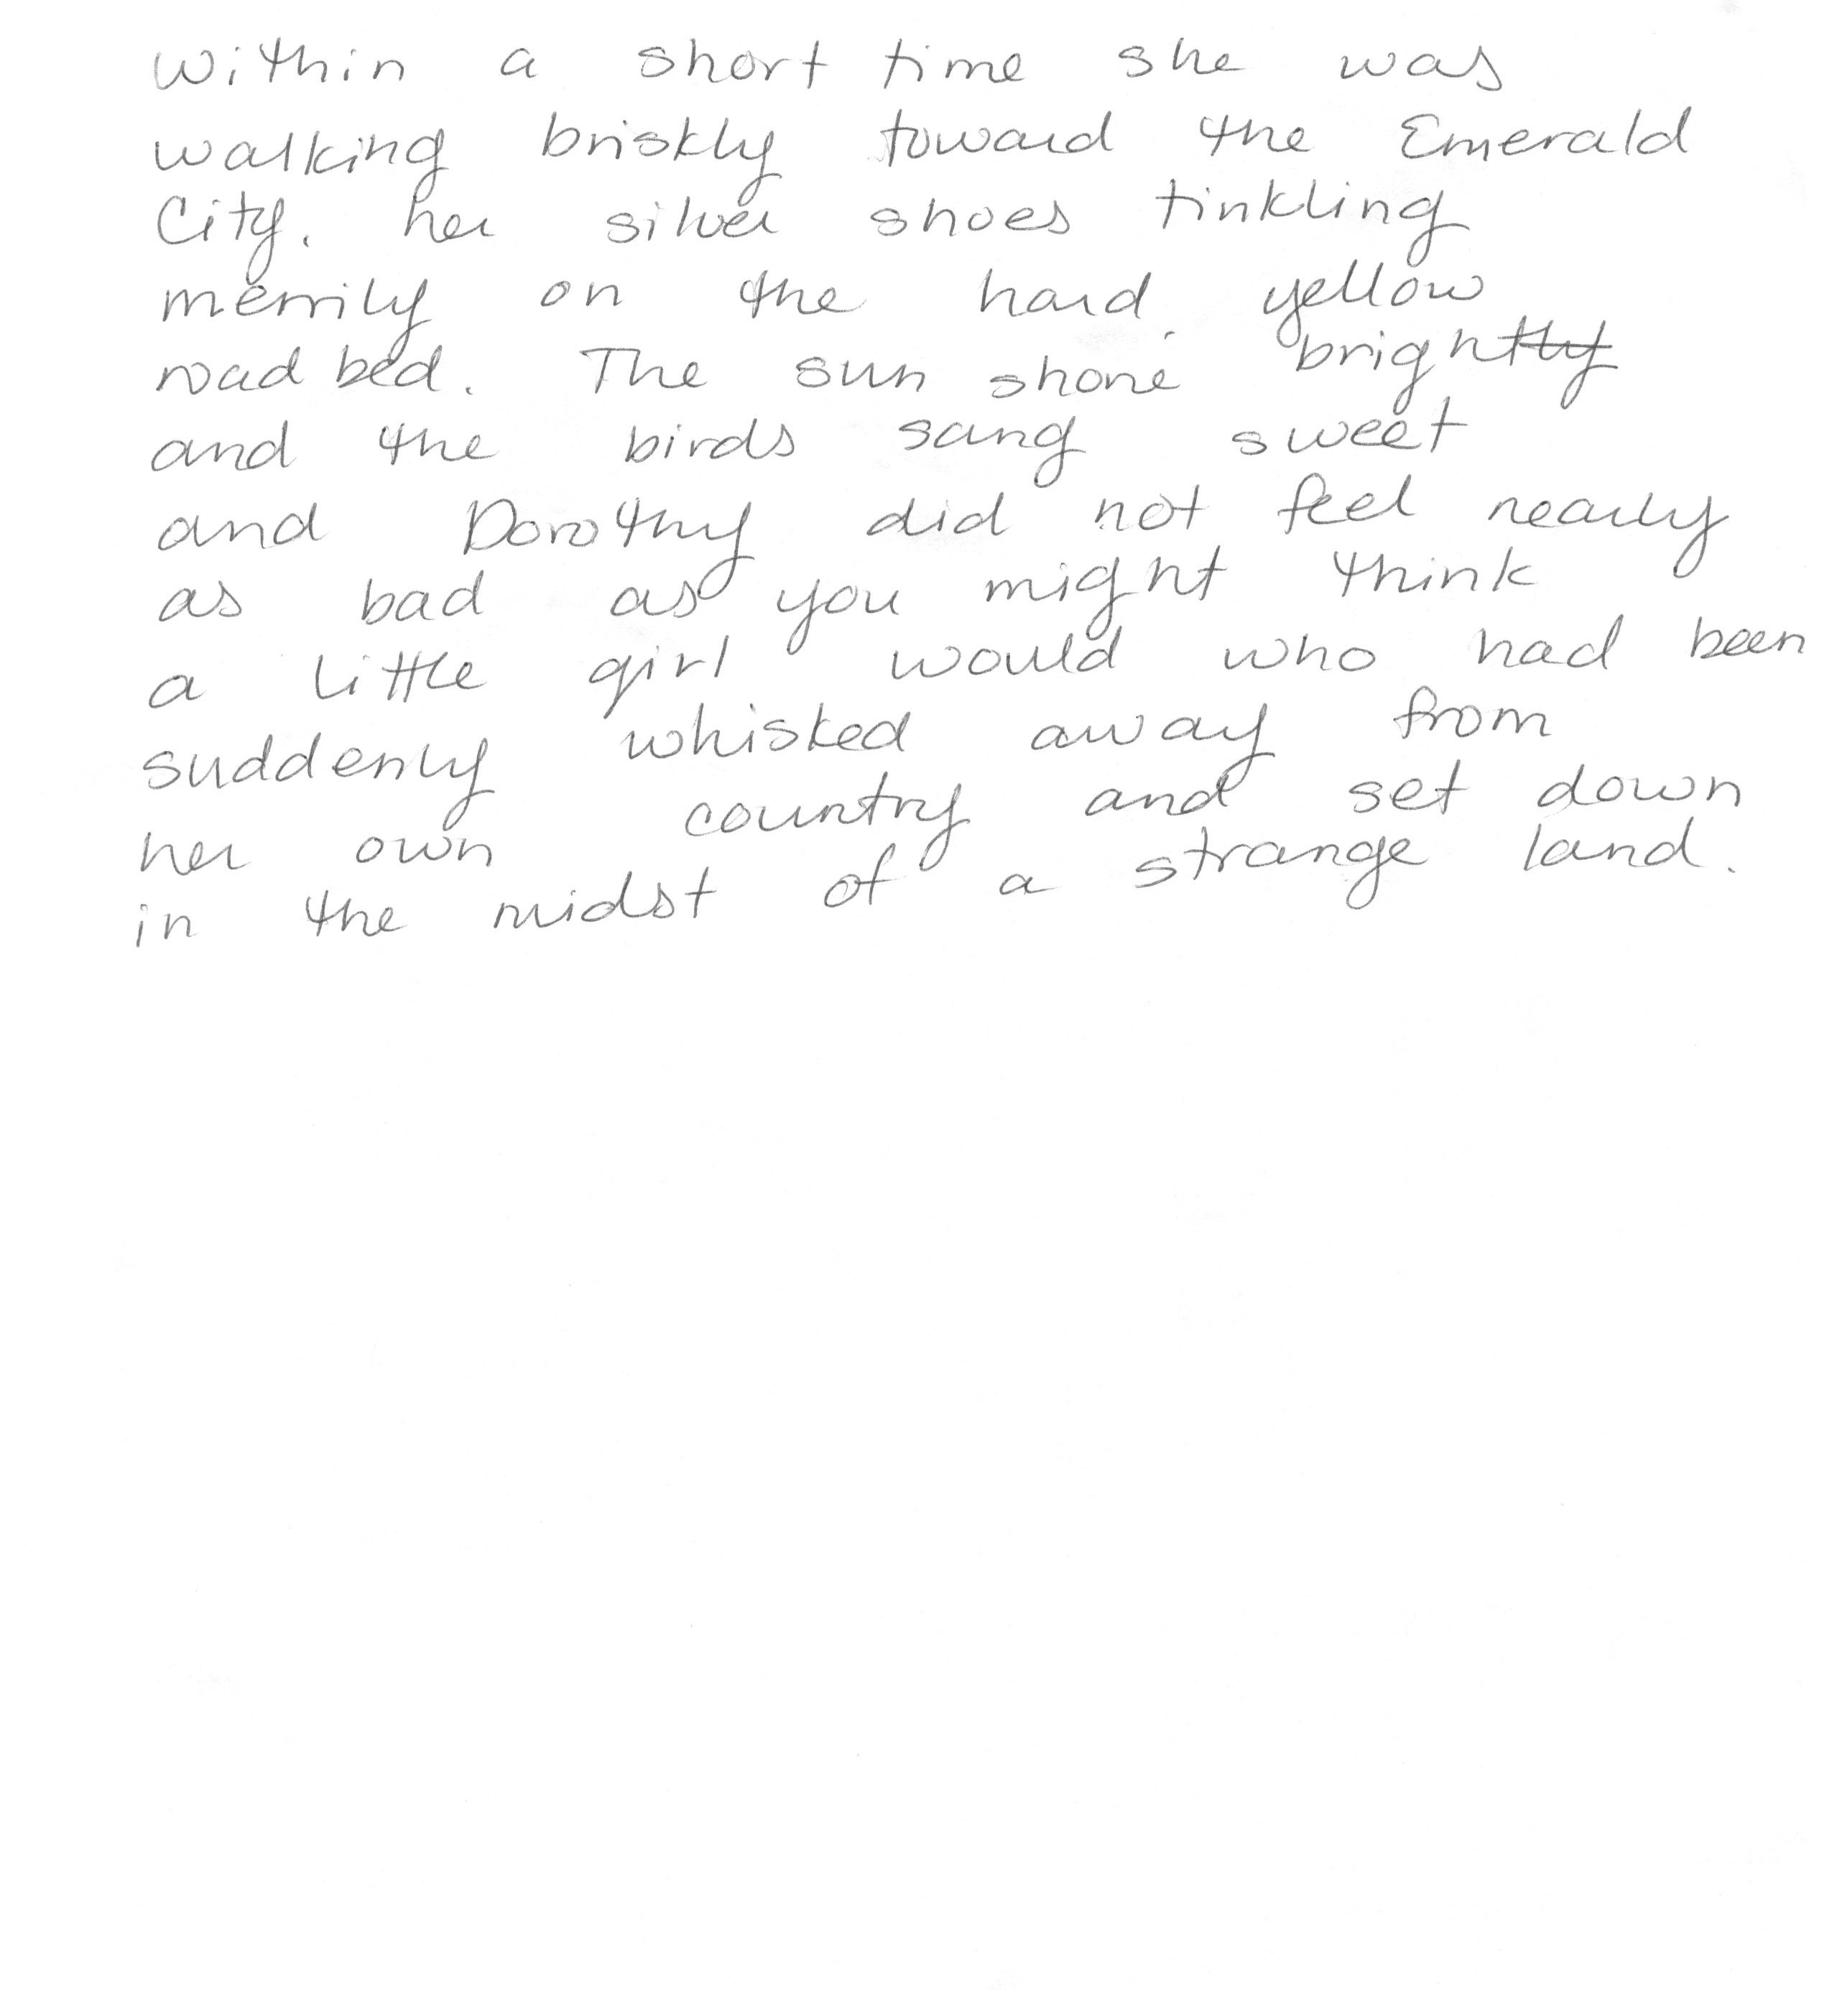 Within a short time she was
walking briskly toward the Emerald
City, her silver shoes tinkling
merrily on the hard, yellow
road bed. The sun shone bright
and the birds sang sweet
and Dorothy did not feel nearly
as bad as you might think
a little girl would who had been
suddenly whisked away from
her own country and set down
in the midst of a strange land.